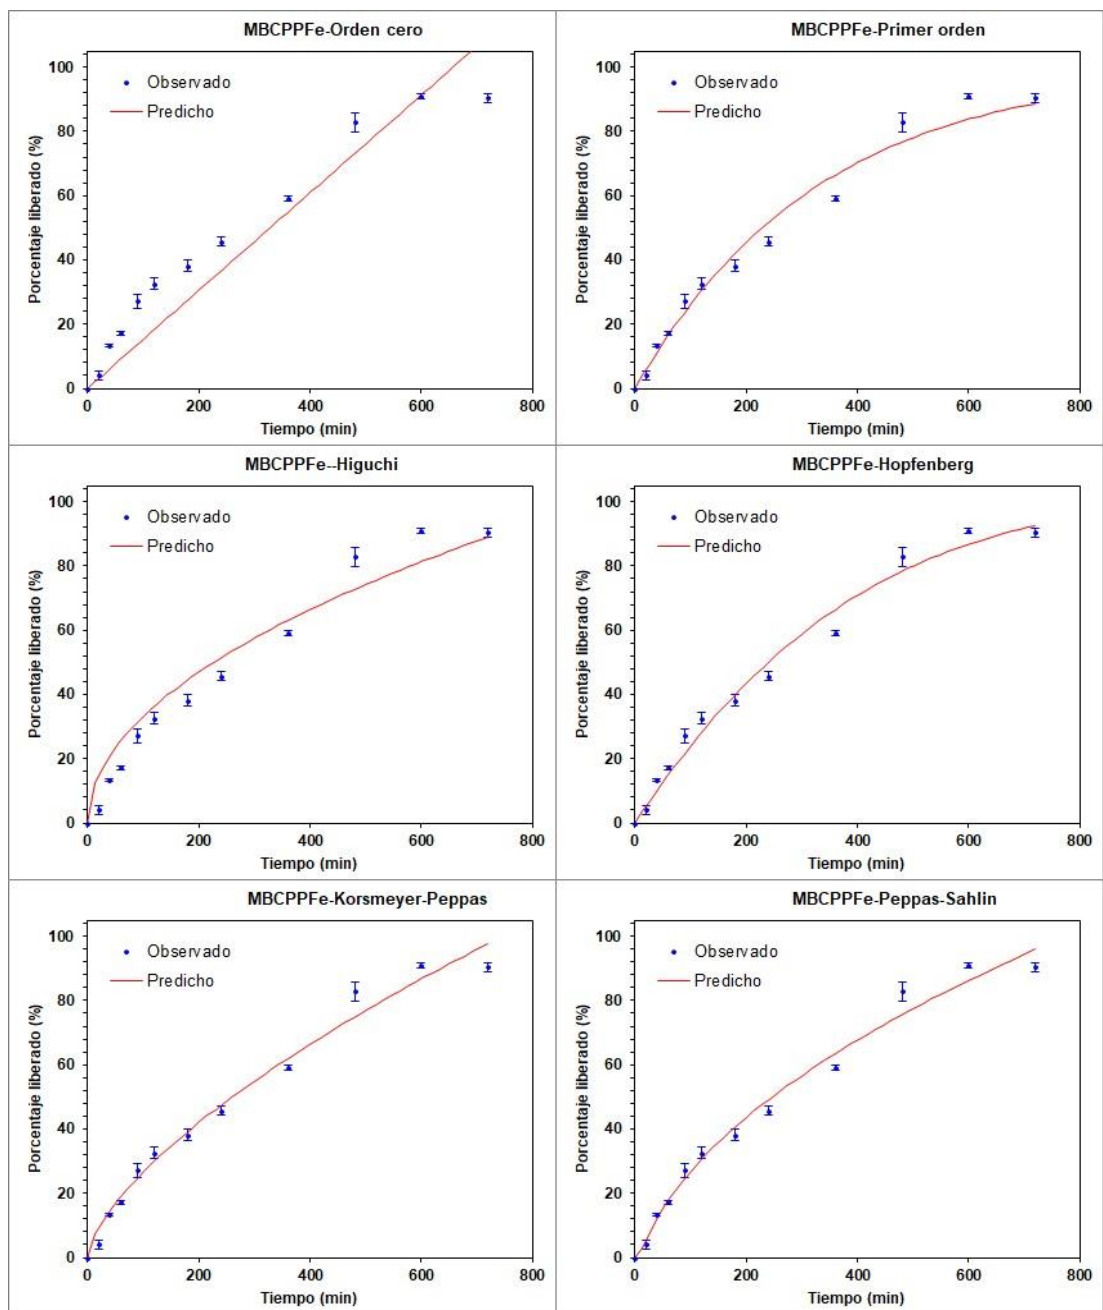 MBCPPFe-Orden cero
Porcentaje liberado (%)
100
80
60
40
20
0
Observado
Predicho
0 200 400 600 800
Tiempo (min)
MBCPPFe-Primer orden
Porcentaje liberado (%)
100
80
60
40
20
0
Observado
Predicho
0 200 400 600 800
Tiempo (min)
MBCPPFe--Higuchi
Porcentaje liberado (%)
100
80
60
40
20
0
Observado
Predicho
0 200 400 600 800
Tiempo (min)
MBCPPFe-Hopfenberg
Porcentaje liberado (%)
100
80
60
40
20
0
Observado
Predicho
0 200 400 600 800
Tiempo (min)
MBCPPFe-Korsmeyer-Peppas
Porcentaje liberado (%)
100
80
60
40
20
0
Observado
Predicho
0 200 400 600 800
Tiempo (min)
MBCPPFe-Peppas-Sahlin
Porcentaje liberado (%)
100
80
60
40
20
0
Observado
Predicho
0 200 400 600 800
Tiempo (min)